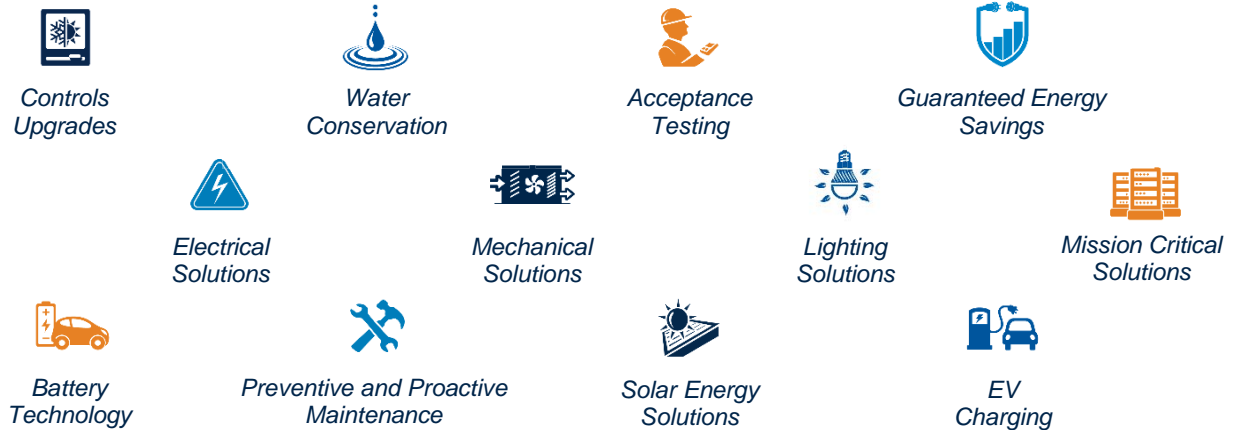 Controls
Upgrades
Water
Conservation
Acceptance
Testing
Guaranteed Energy
Savings
Electrical
Solutions
Mechanical
Solutions
Lighting
Solutions
Mission Critical
Solutions
Battery
Technology
Preventive and Proactive
Maintenance
Solar Energy
Solutions
EV
Charging